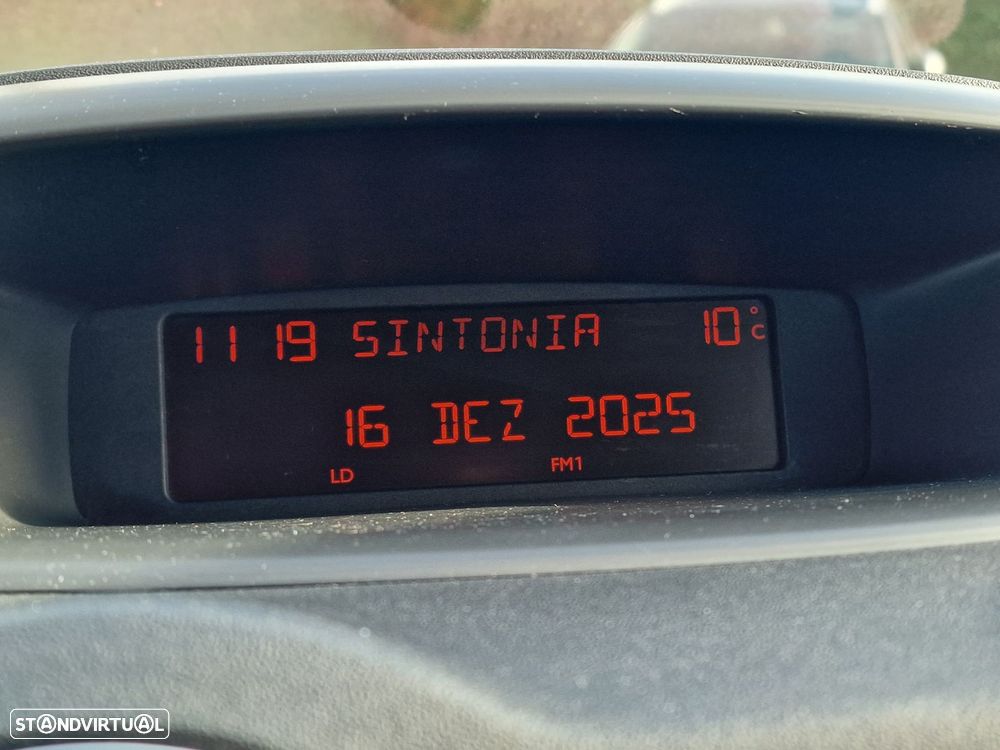 11 19 SINTONIA 10°C
16 DEZ 2025
LD FM1
STANDVIRTUAL